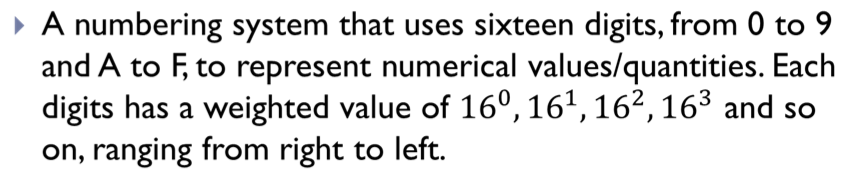 A numbering system that uses sixteen digits, from 0 to 9
and A to F, to represent numerical values/quantities. Each
digits has a weighted value of 16⁰, 16¹, 16², 16³ and so
on, ranging from right to left.